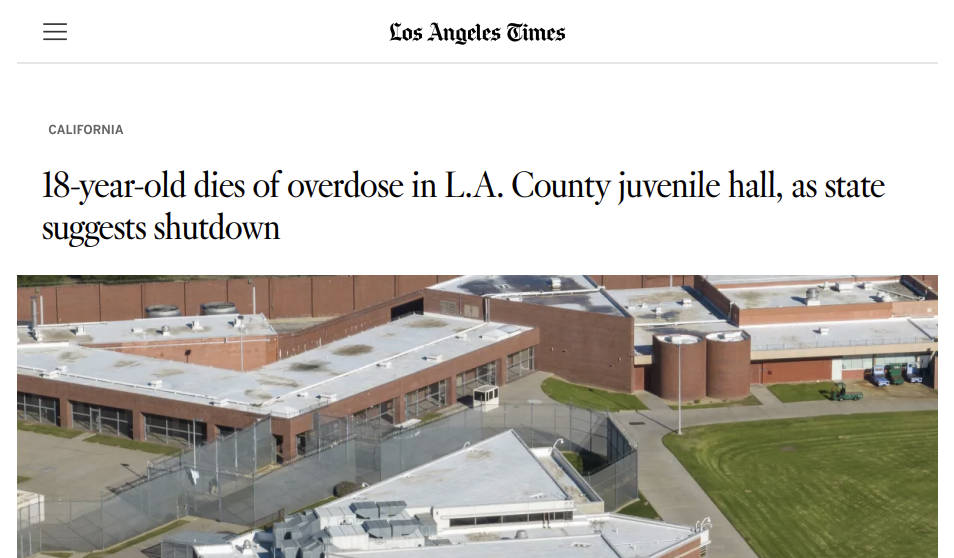 Los Angeles Times
CALIFORNIA
18-year-old dies of overdose in L.A. County juvenile hall, as state
suggests shutdown